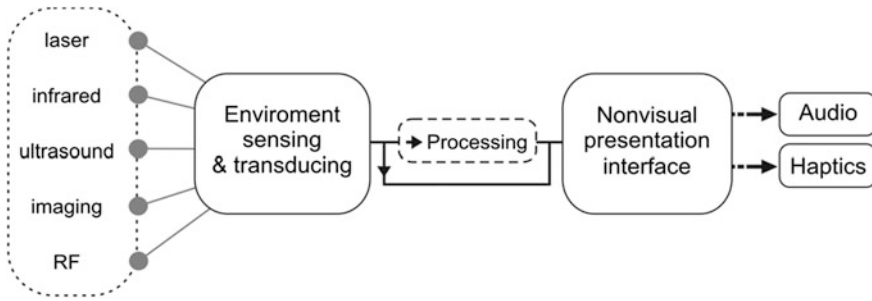 laser
infrared
ultrasound
imaging
RF
Enviroment
sensing
& transducing
Processing
Nonvisual
presentation
interface
Audio
Haptics